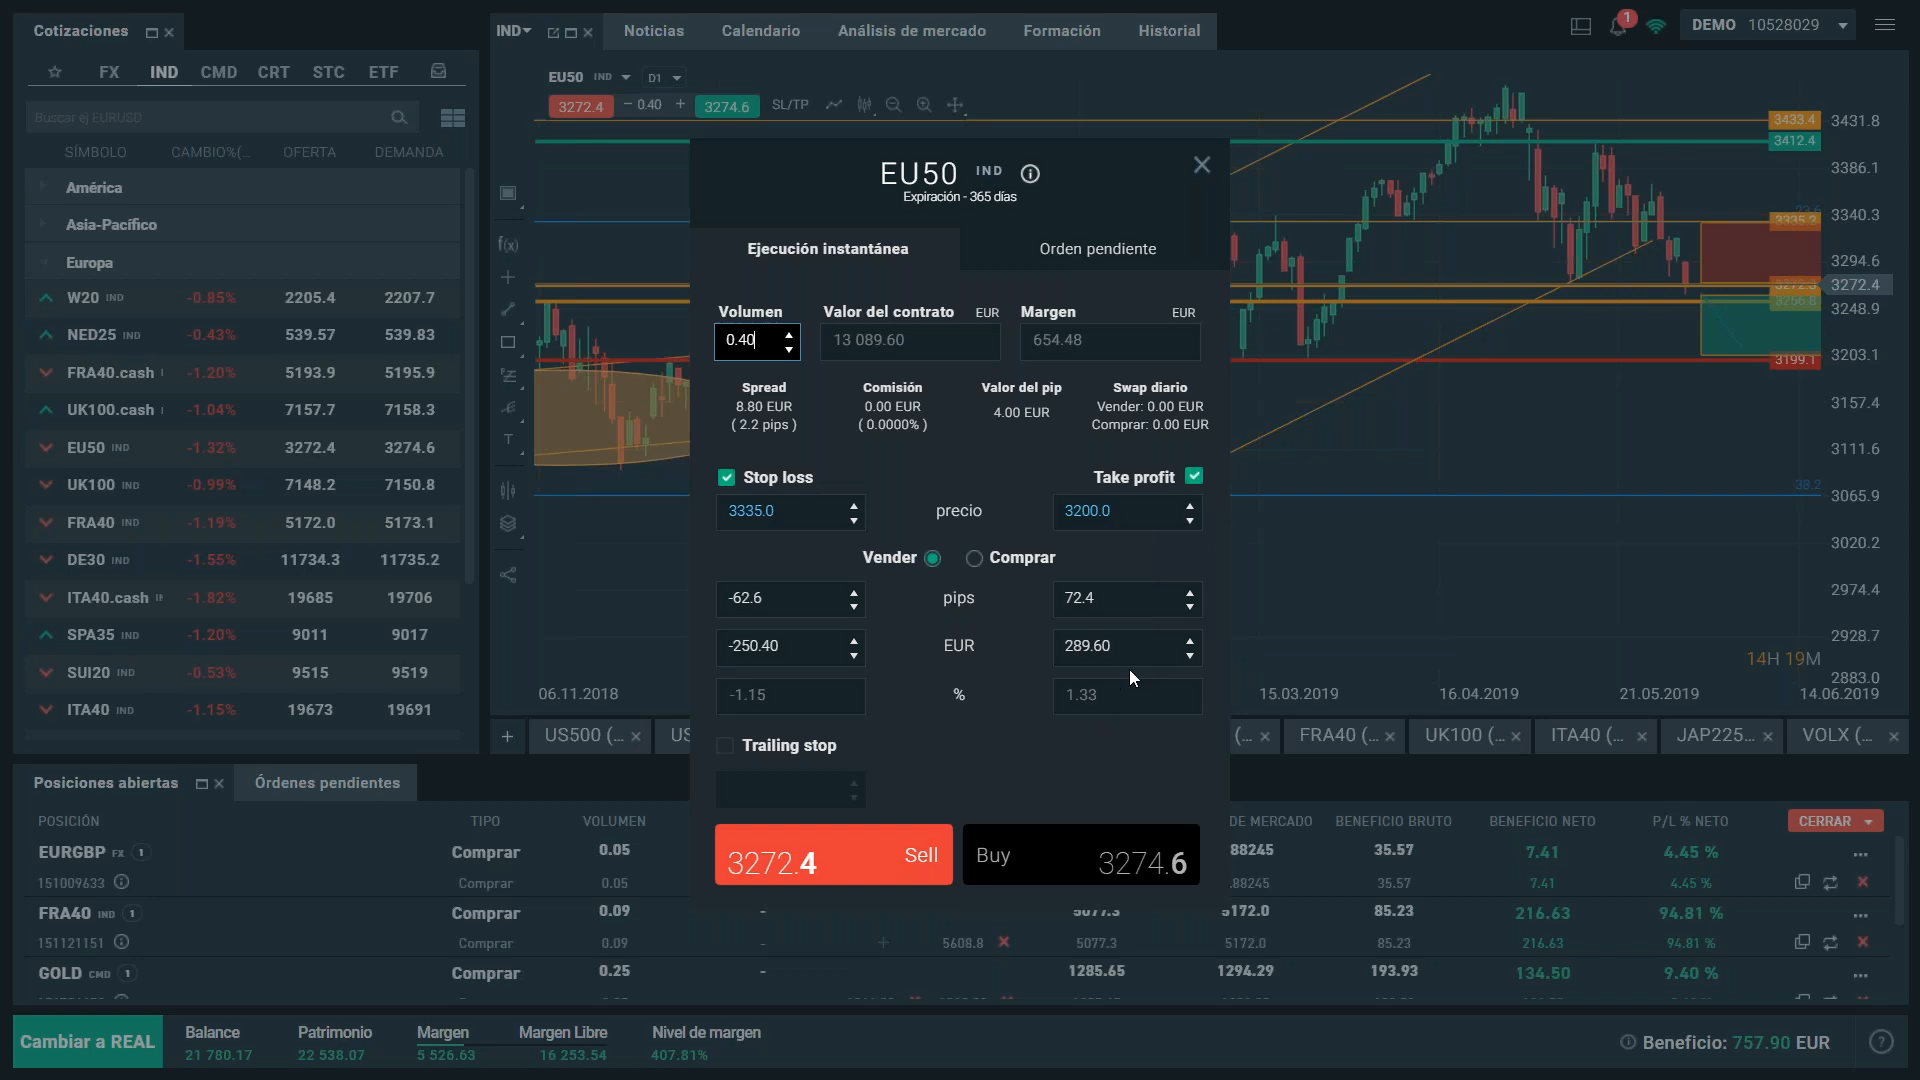 Cotizaciones
FX IND CMD CRT STC ETF
Buscar ej EURUSD
SÍMBOLO CAMBIO%(... OFERTA DEMANDA
América
Asia-Pacífico
Europa
W20 IND -0.85% 2205.4 2207.7
NED25 IND -0.43% 539.57 539.83
FRA40.cash -1.20% 5193.9 5195.9
UK100.cash -1.04% 7157.7 7158.3
EU50 IND -1.32% 3272.4 3274.6
UK100 IND -0.99% 7148.2 7150.8
FRA40 IND -1.19% 5172.0 5173.1
DE30 IND -1.55% 11734.3 11735.2
ITA40.cash -1.82% 19685 19706
SPA35 IND -1.20% 9011 9017
SUI20 IND -0.53% 9515 9519
ITA40 IND -1.15% 19673 19691
IND Noticias Calendario Análisis de mercado Formación Historial
1 DEMO 10528029
EU50 IND D1
3272.4 – 0.40 + 3274.6 SL/TP
f(x)
T
3433.4
3412.4
23.6
3335.2
3199.1
38.2
3431.8
3386.1
3340.3
3294.6
3272.4
3248.9
3203.1
3157.4
3111.6
3065.9
3020.2
2974.4
2928.7
2883.0
14H 19M
06.11.2018 15.03.2019 16.04.2019 21.05.2019 14.06.2019
+ US500 (... US (... FRA40 (... UK100 (... ITA40 (... JAP225... VOLX (...
EU50 IND
Expiración - 365 días
Ejecución instantánea Orden pendiente
Volumen Valor del contrato EUR Margen EUR
0.40 13 089.60 654.48
Spread Comisión Valor del pip Swap diario
8.80 EUR 0.00 EUR 4.00 EUR Vender: 0.00 EUR
( 2.2 pips ) ( 0.0000% ) Comprar: 0.00 EUR
Stop loss Take profit
3335.0 precio 3200.0
Vender Comprar
-62.6 pips 72.4
-250.40 EUR 289.60
-1.15 % 1.33
Trailing stop
3272.4 Sell Buy 3274.6
Posiciones abiertas Órdenes pendientes
POSICIÓN TIPO VOLUMEN DE MERCADO BENEFICIO BRUTO BENEFICIO NETO P/L % NETO CERRAR
EURGBP FX 1 Comprar 0.05 88245 35.57 7.41 4.45 %
151009633 Comprar 0.05 .88245 35.57 7.41 4.45 %
FRA40 IND 1 Comprar 0.09 - 5077.3 5172.0 85.23 216.63 94.81 %
151121151 Comprar 0.09 - + 5608.8 5077.3 5172.0 85.23 216.63 94.81 %
GOLD CMD 1 Comprar 0.25 - 1285.65 1294.29 193.93 134.50 9.40 %
Cambiar a REAL
Balance Patrimonio Margen Margen Libre Nivel de margen
21 780.17 22 538.07 5 526.63 16 253.54 407.81%
Beneficio: 757.90 EUR ?